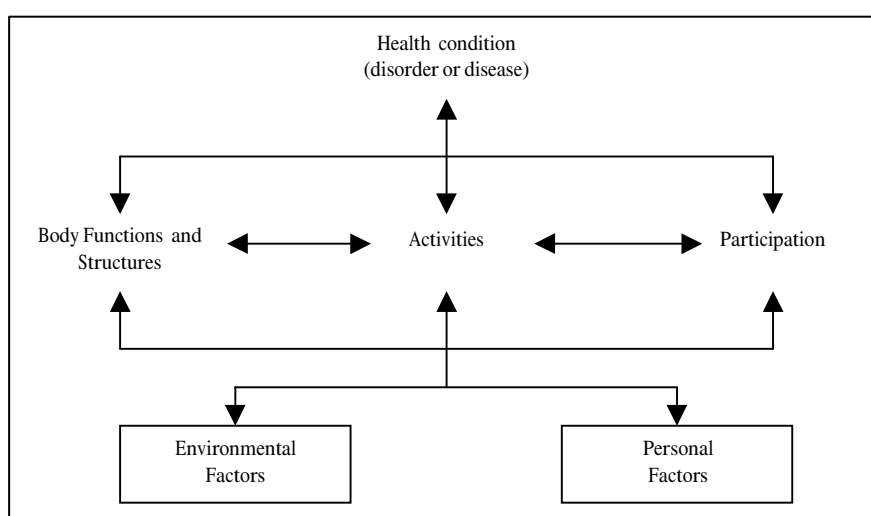 Health condition
(disorder or disease)
Body Functions and
Structures
Activities
Participation
Environmental
Factors
Personal
Factors